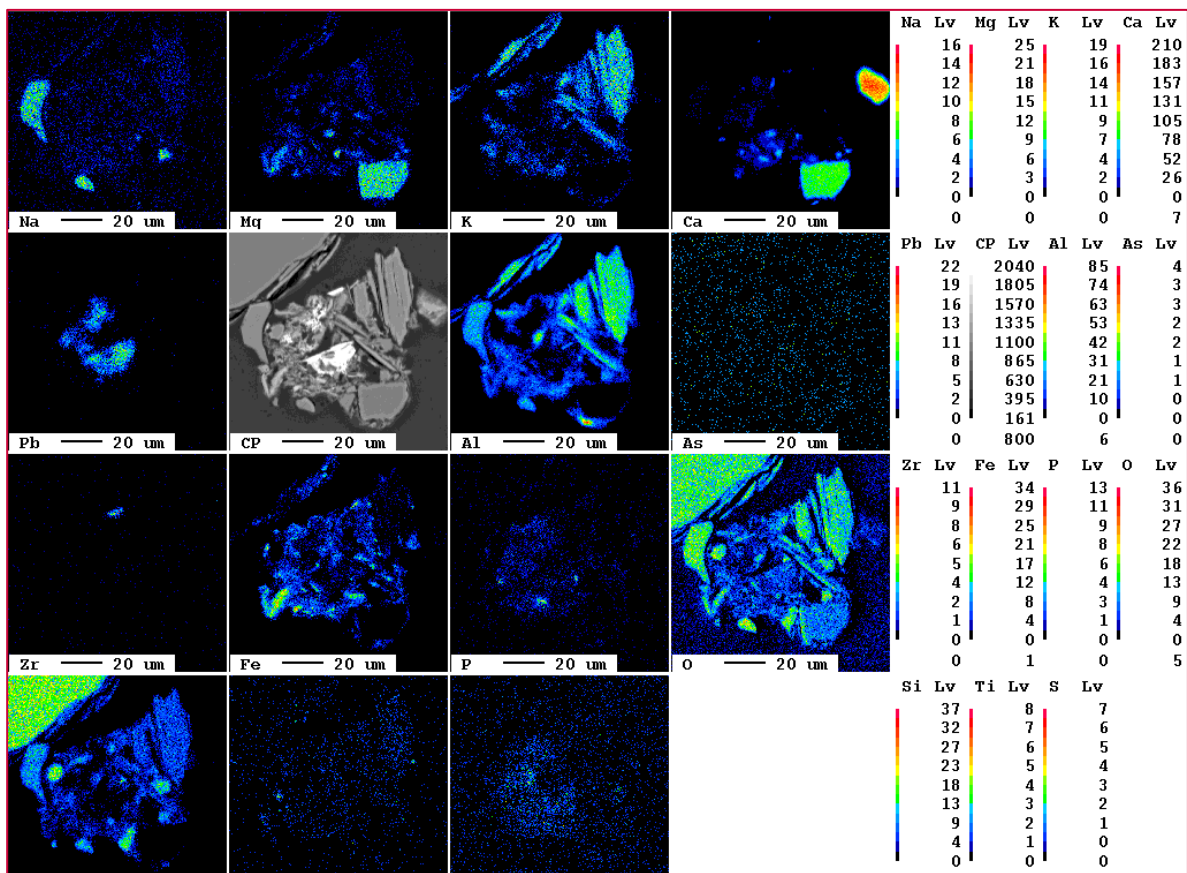 Na Lv Mg Lv K Lv Ca Lv
16 25 19 210
14 21 16 183
12 18 14 157
10 15 11 131
8 12 9 105
6 9 7 78
4 6 4 52
2 3 2 26
0 0 0 0
0 0 0 7
Na 20 um Mg 20 um K 20 um Ca 20 um
Pb Lv CP Lv Al Lv As Lv
22 2040 85 4
19 1805 74 3
16 1570 63 3
13 1335 53 2
11 1100 42 2
8 865 31 1
5 630 21 1
2 395 10 0
0 161 0 0
0 800 6 0
Pb 20 um CP 20 um Al 20 um As 20 um
Zr Lv Fe Lv P Lv O Lv
11 34 13 36
9 29 11 31
8 25 9 27
6 21 8 22
5 17 6 18
4 12 4 13
2 8 3 9
1 4 1 4
0 0 0 0
0 1 0 5
Zr 20 um Fe 20 um P 20 um O 20 um
Si Lv Ti Lv S Lv
37 8 7
32 7 6
27 6 5
23 5 4
18 4 3
13 3 2
9 2 1
4 1 0
0 0 0